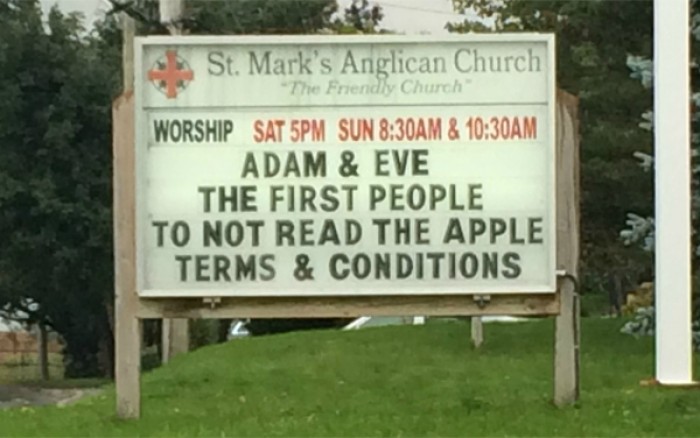 St. Mark's Anglican Church
"The Friendly Church"
WORSHIP SAT 5PM SUN 8:30AM & 10:30AM
ADAM & EVE
THE FIRST PEOPLE
TO NOT READ THE APPLE
TERMS & CONDITIONS